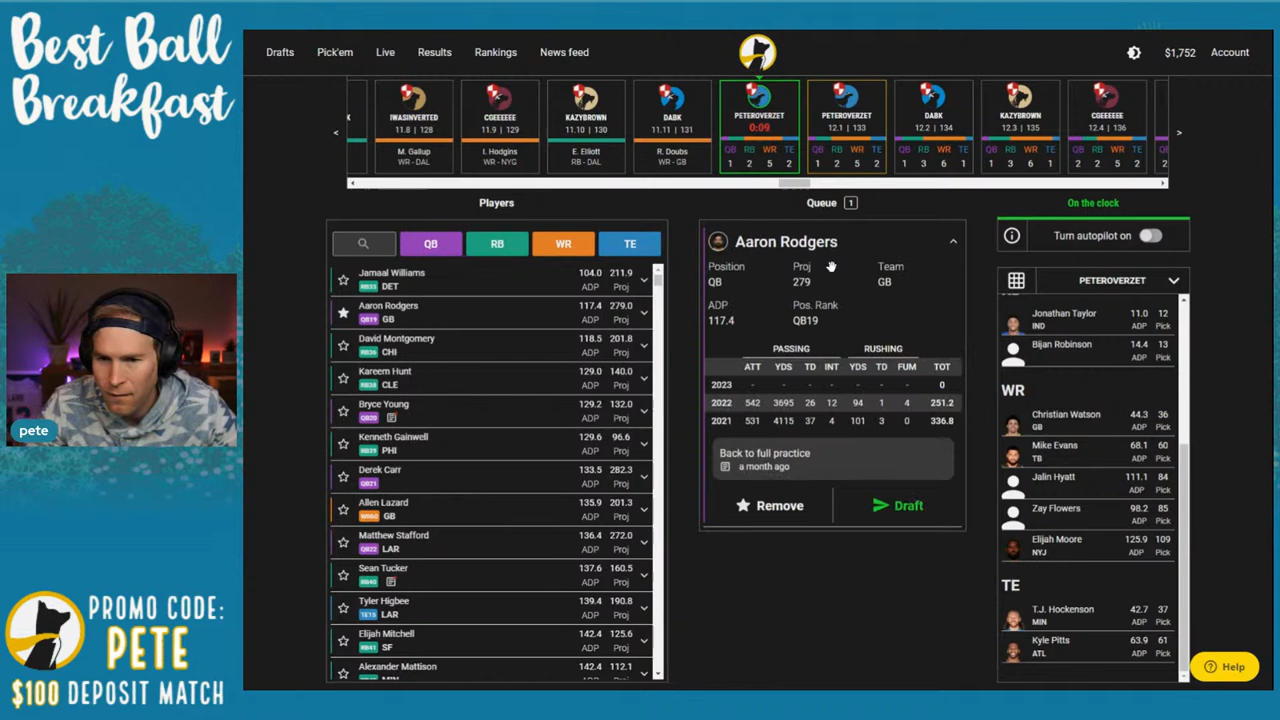 Best Ball
Breakfast
Drafts
Pick'em
Live
Results
Rankings
News feed
$1,752
Account
IWASINVERTED
11.8 | 128
M. Gallup
WR - DAL
CGEEEEEE
11.9 | 129
I. Hodgins
WR - NYG
KAZYBROWN
11.10 | 130
E. Elliott
RB - DAL
DABK
11.11 | 131
R. Doubs
WR - GB
PETEROVERZET
0:09
QB RB WR TE
1 2 5 2
PETEROVERZET
12.1 | 133
QB RB WR TE
1 2 5 2
DABK
12.2 | 134
QB RB WR TE
1 3 6 1
KAZYBROWN
12.3 | 135
QB RB WR TE
1 3 6 1
CGEEEEEE
12.4 | 136
QB RB WR TE
2 2 5 2
Players
QB
RB
WR
TE
Jamaal Williams 104.0 211.9
RB35 DET ADP Proj
Aaron Rodgers 117.4 279.0
QB19 GB ADP Proj
David Montgomery 118.5 201.8
RB36 CHI ADP Proj
Kareem Hunt 129.0 140.0
RB38 CLE ADP Proj
Bryce Young 129.2 132.0
QB20 ADP Proj
Kenneth Gainwell 129.6 96.6
RB39 PHI ADP Proj
Derek Carr 133.5 282.3
QB21 ADP Proj
Allen Lazard 135.9 201.3
WR60 GB ADP Proj
Matthew Stafford 136.4 272.0
QB22 LAR ADP Proj
Sean Tucker 137.6 160.5
RB40 ADP Proj
Tyler Higbee 139.4 190.8
TE15 LAR ADP Proj
Elijah Mitchell 142.4 125.6
RB41 SF ADP Proj
Alexander Mattison 142.4 112.1
MIN ADP Proj
Queue 1
Aaron Rodgers
Position Proj Team
QB 279 GB
ADP Pos. Rank
117.4 QB19
PASSING RUSHING
ATT YDS TD INT YDS TD FUM TOT
2023 - - - - - - - 0
2022 542 3695 26 12 94 1 4 251.2
2021 531 4115 37 4 101 3 0 336.8
Back to full practice
a month ago
Remove
Draft
On the clock
Turn autopilot on
PETEROVERZET
Jonathan Taylor 11.0 12
IND ADP Pick
Bijan Robinson 14.4 13
ADP Pick
WR
Christian Watson 44.3 36
GB ADP Pick
Mike Evans 68.1 60
TB ADP Pick
Jalin Hyatt 111.1 84
ADP Pick
Zay Flowers 98.2 85
ADP Pick
Elijah Moore 125.9 109
NYJ ADP Pick
TE
T.J. Hockenson 42.7 37
MIN ADP Pick
Kyle Pitts 63.9 61
ATL ADP Pick
Help
pete
PROMO CODE:
PETE
$100 DEPOSIT MATCH